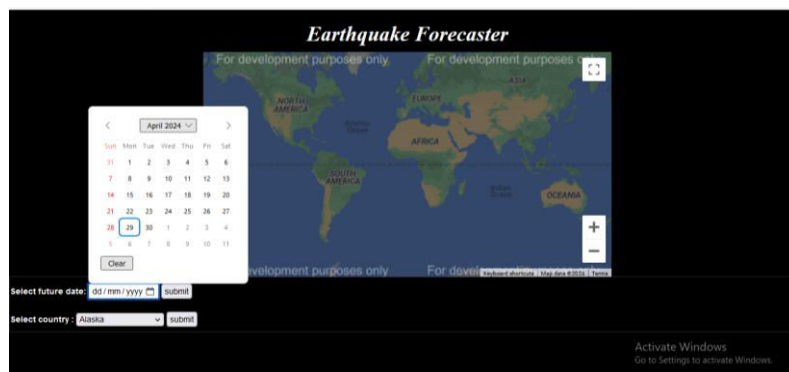 Earthquake Forecaster
For development purposes only For development purposes
ASIA
NORTH AMERICA
EUROPE
AFRICA
SOUTH AMERICA
OCEANIA
April 2024
Sun Mon Tue Wed Thu Fri Sat
31 1 2 3 4 5 6
7 8 9 10 11 12 13
14 15 16 17 18 19 20
21 22 23 24 25 26 27
28 29 30 1 2 3 4
5 6 7 8 9 10 11
Clear
development purposes only For
+
−
Keyboard shortcuts Map data ©2024 Terms
Select future date: dd/mm/yyyy submit
Select country : Alaska submit
Activate Windows
Go to Settings to activate Windows.